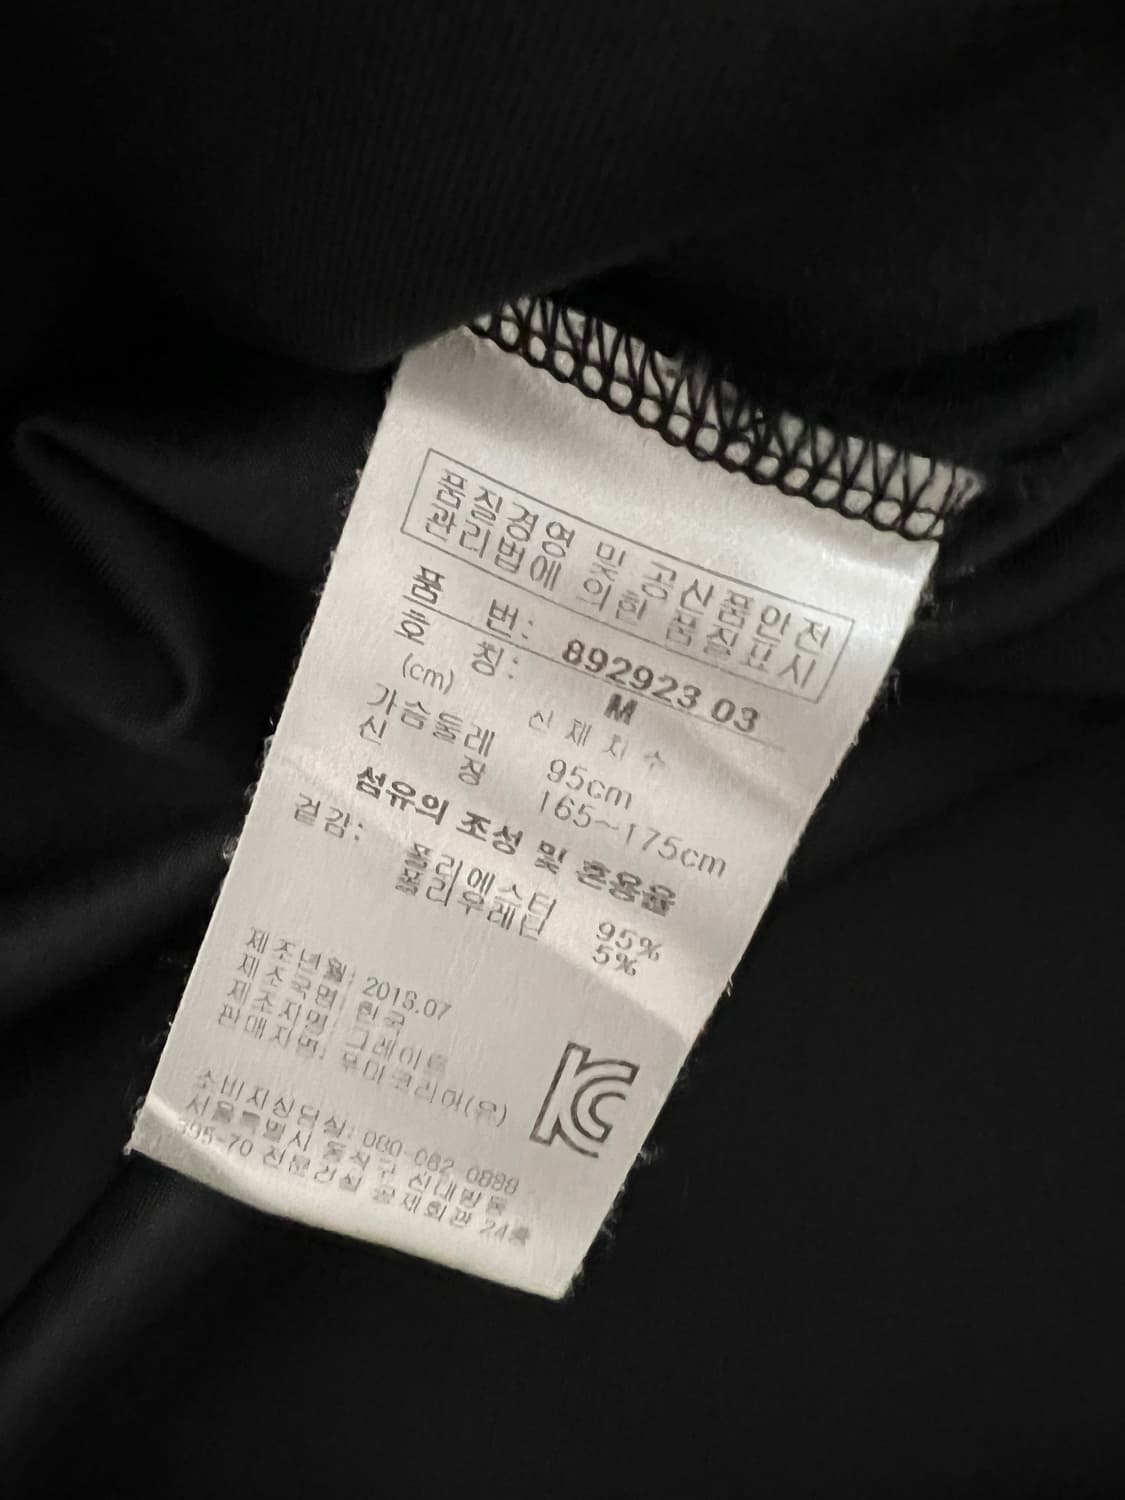 품질경영 및 공산품안전
관리법에 의한 품질표시
품 번: 892923 03
호 칭: M
(cm) 신체치수
가슴둘레 95cm
신 장 165~175cm
섬유의 조성 및 혼용율
겉감: 폴리에스터 95%
폴리우레탄 5%
제조년월: 2013.07
제조국명: 한국
제조자명: 그레이트
판매자명: 푸마코리아(유)
KC
소비자상담실: 080-082 0888
서울특별시 동작구 신대방동
395-70 전문건설 공제회관 24층